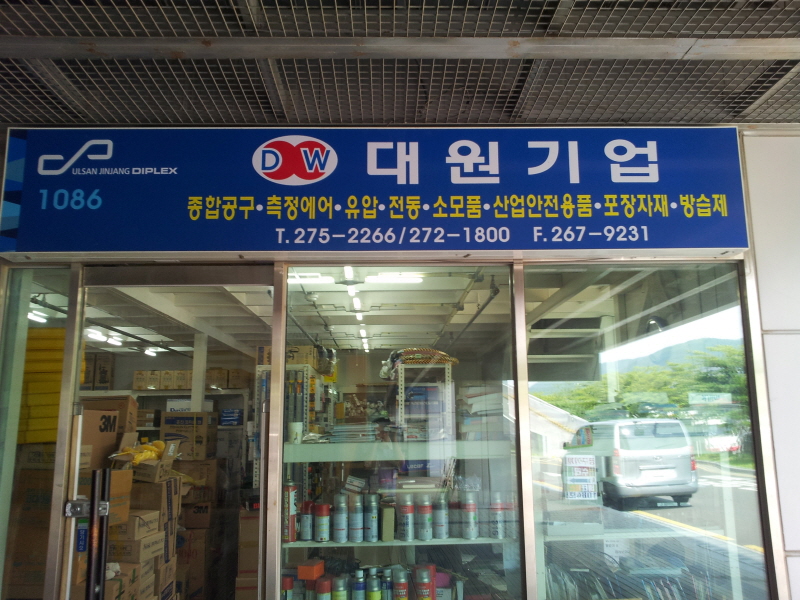 ULSAN JINJANG DIPLEX
1086
DW 대원기업
종합공구•측정에어•유압•전동•소모품•산업안전용품•포장자재•방습제
T. 275-2266/272-1800 F. 267-9231
3M